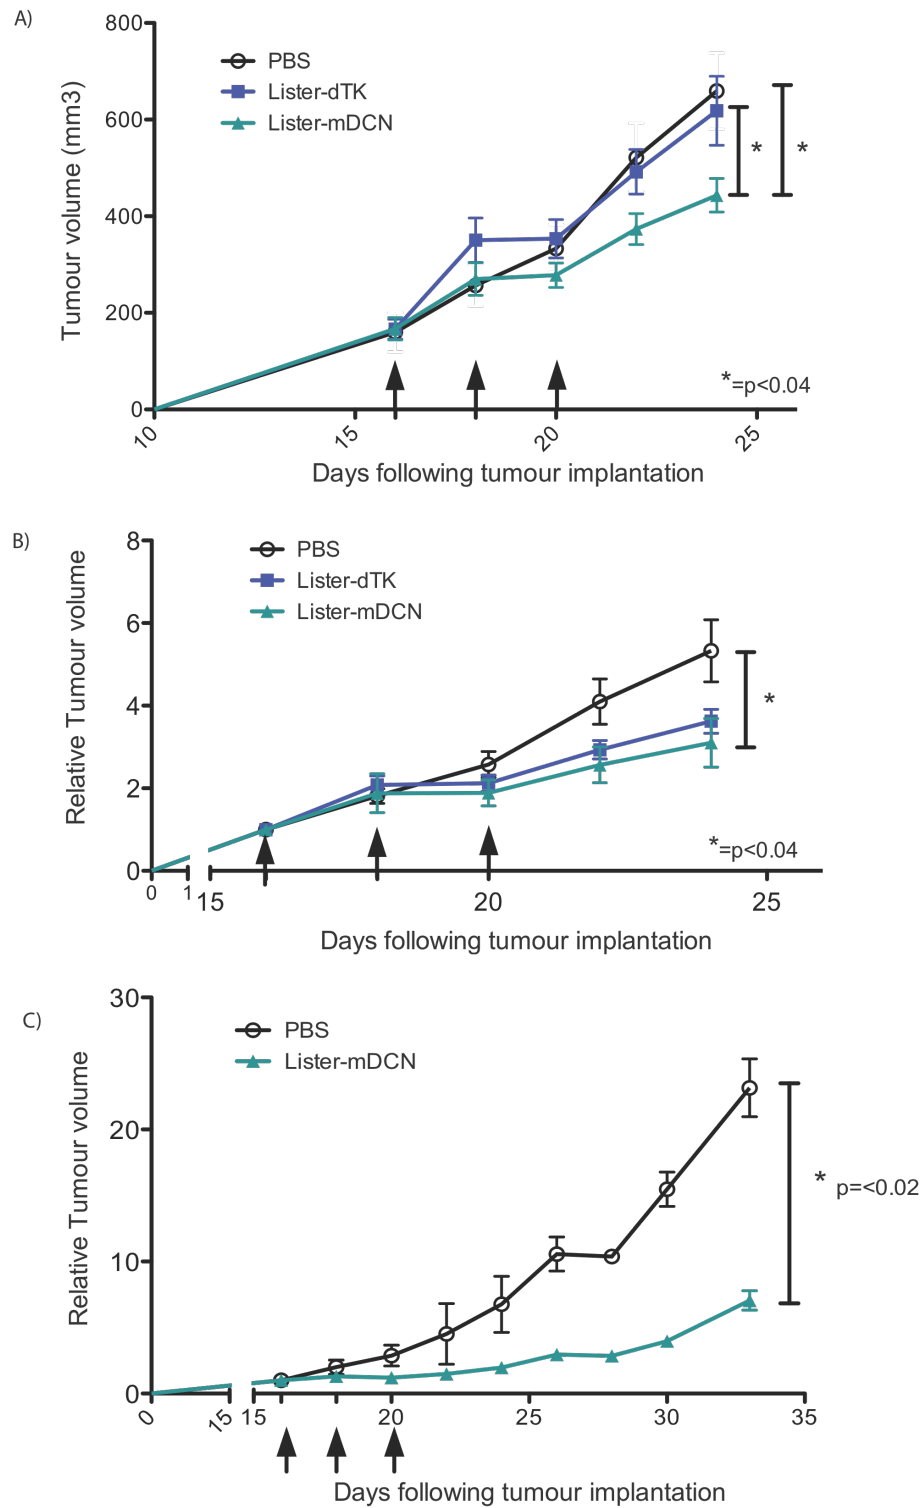 A)
800
600
400
200
0
Tumour volume (mm3)
PBS
Lister-dTK
Lister-mDCN
*
*
*=p<0.04
10
15
20
25
Days following tumour implantation
B)
8
6
4
2
0
Relative Tumour volume
PBS
Lister-dTK
Lister-mDCN
*
*=p<0.04
0 1 15 20 25
Days following tumour implantation
C)
30
20
10
0
Relative Tumour volume
PBS
Lister-mDCN
* p=<0.02
0 15 15 20 25 30 35
Days following tumour implantation